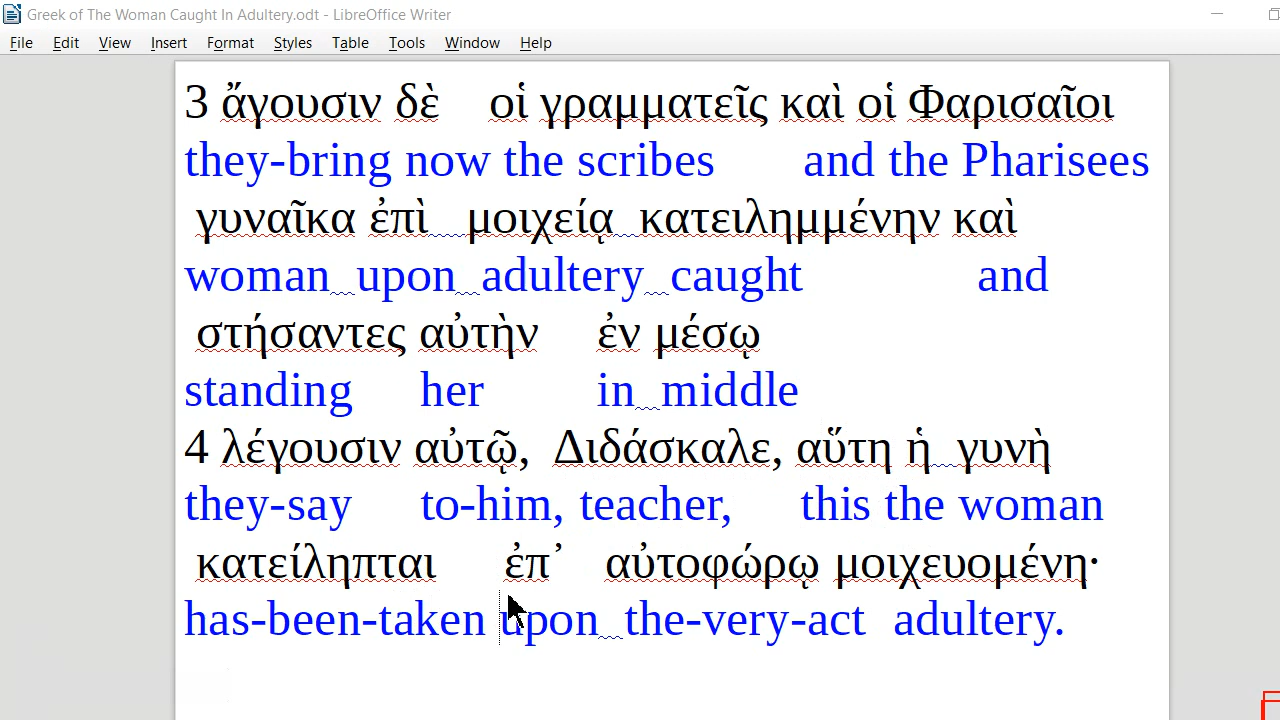 Greek of The Woman Caught In Adultery.odt - LibreOffice Writer
File Edit View Insert Format Styles Table Tools Window Help
3 ἄγουσιν δὲ οἱ γραμματεῖς καὶ οἱ Φαρισαῖοι
they-bring now the scribes and the Pharisees
γυναῖκα ἐπὶ μοιχείᾳ κατειλημμένην καὶ
woman upon adultery caught and
στήσαντες αὐτὴν ἐν μέσῳ
standing her in middle
4 λέγουσιν αὐτῷ, Διδάσκαλε, αὕτη ἡ γυνὴ
they-say to-him, teacher, this the woman
κατείληπται ἐπ᾽ αὐτοφώρῳ μοιχευομένη·
has-been-taken upon the-very-act adultery.